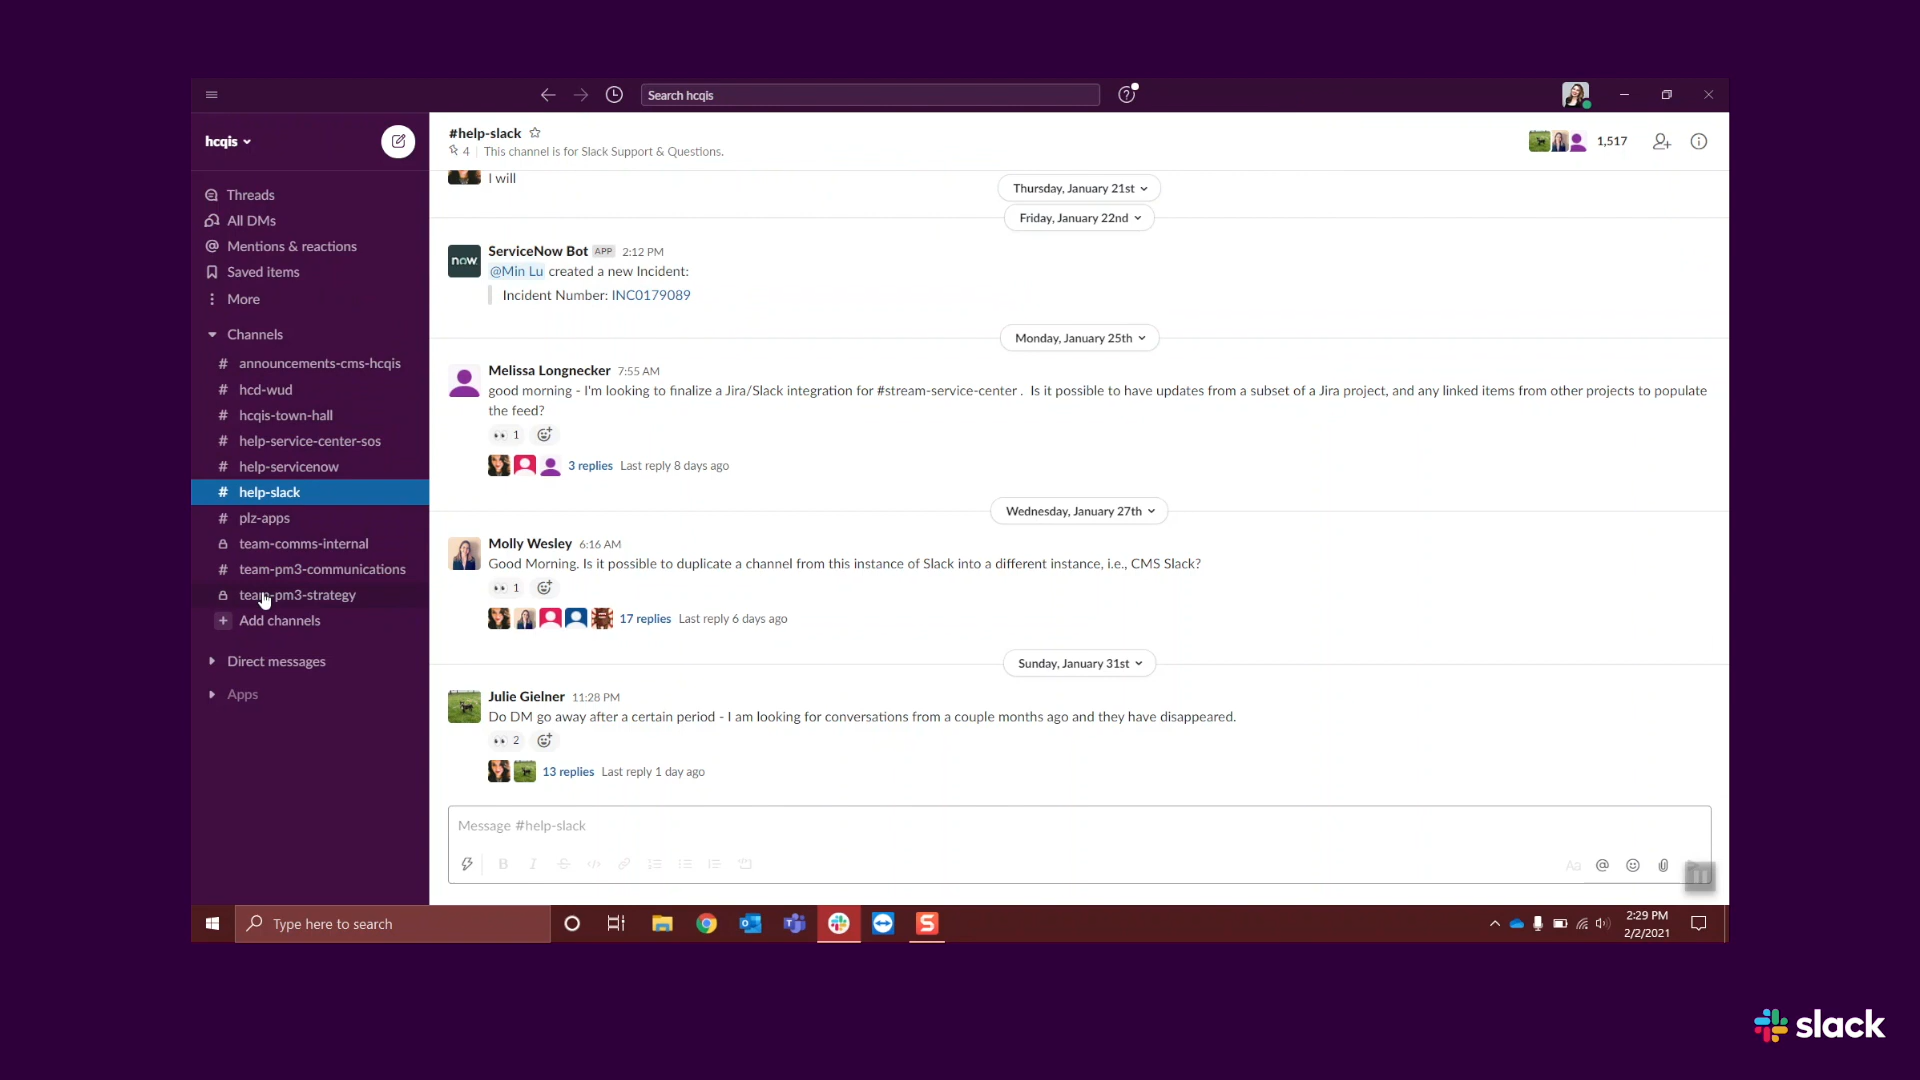 Search hcqis
hcqis
Threads
All DMs
Mentions & reactions
Saved items
More
Channels
# announcements-cms-hcqis
# hcd-wud
# hcqis-town-hall
# help-service-center-sos
# help-servicenow
# help-slack
# plz-apps
team-comms-internal
# team-pm3-communications
team-pm3-strategy
+ Add channels
Direct messages
Apps
#help-slack
4 | This channel is for Slack Support & Questions.
1,517
I will
Thursday, January 21st
Friday, January 22nd
now.
ServiceNow Bot APP 2:12 PM
@Min Lu created a new Incident:
Incident Number: INC0179089
Monday, January 25th
Melissa Longnecker 7:55 AM
good morning - I'm looking to finalize a Jira/Slack integration for #stream-service-center . Is it possible to have updates from a subset of a Jira project, and any linked items from other projects to populate
the feed?
1
3 replies Last reply 8 days ago
Wednesday, January 27th
Molly Wesley 6:16 AM
Good Morning. Is it possible to duplicate a channel from this instance of Slack into a different instance, i.e., CMS Slack?
1
17 replies Last reply 6 days ago
Sunday, January 31st
Julie Gielner 11:28 PM
Do DM go away after a certain period - I am looking for conversations from a couple months ago and they have disappeared.
2
13 replies Last reply 1 day ago
Message #help-slack
B I S </> Aa @
Type here to search
2:29 PM
2/2/2021
slack